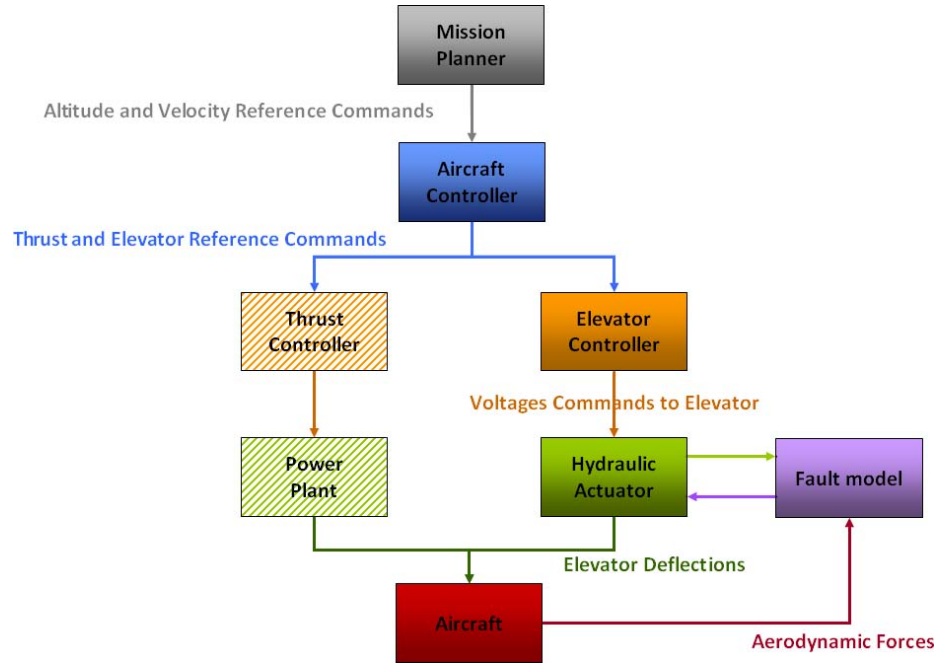 Mission
Planner
Altitude and Velocity Reference Commands
Aircraft
Controller
Thrust and Elevator Reference Commands
Thrust
Controller
Elevator
Controller
Voltages Commands to Elevator
Power
Plant
Hydraulic
Actuator
Fault model
Elevator Deflections
Aircraft
Aerodynamic Forces